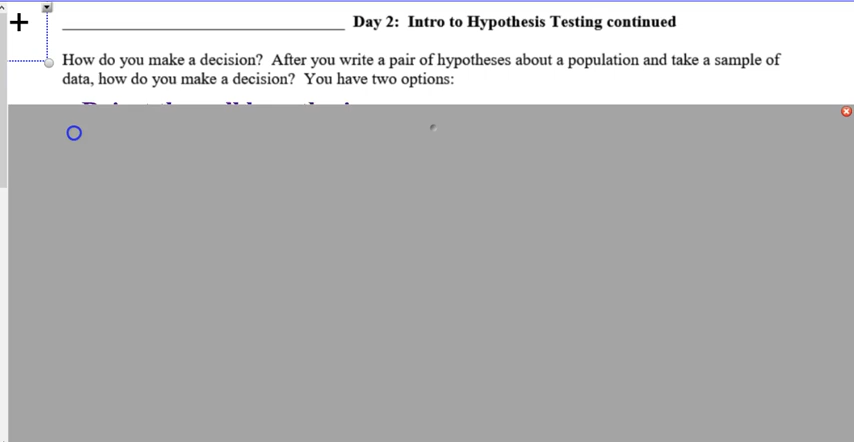 Day 2: Intro to Hypothesis Testing continued
How do you make a decision? After you write a pair of hypotheses about a population and take a sample of
data, how do you make a decision? You have two options: